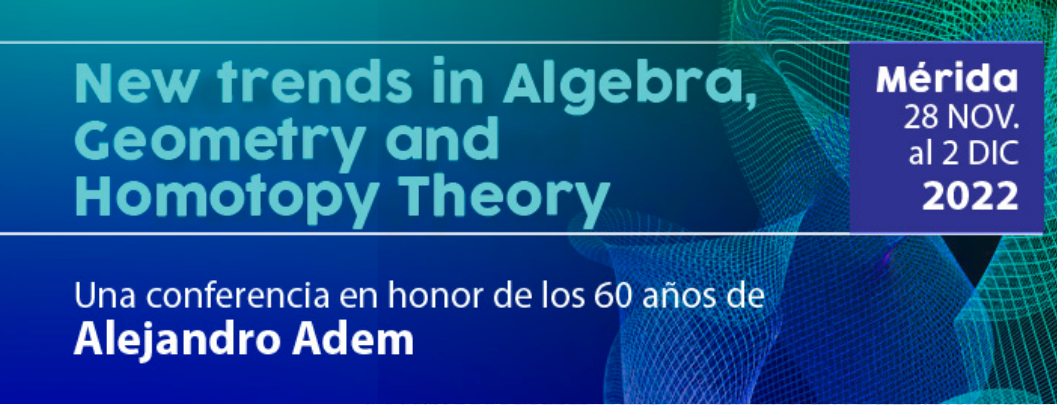 New trends in Algebra,
Geometry and
Homotopy Theory
Mérida
28 NOV.
al 2 DIC
2022
Una conferencia en honor de los 60 años de
Alejandro Adem